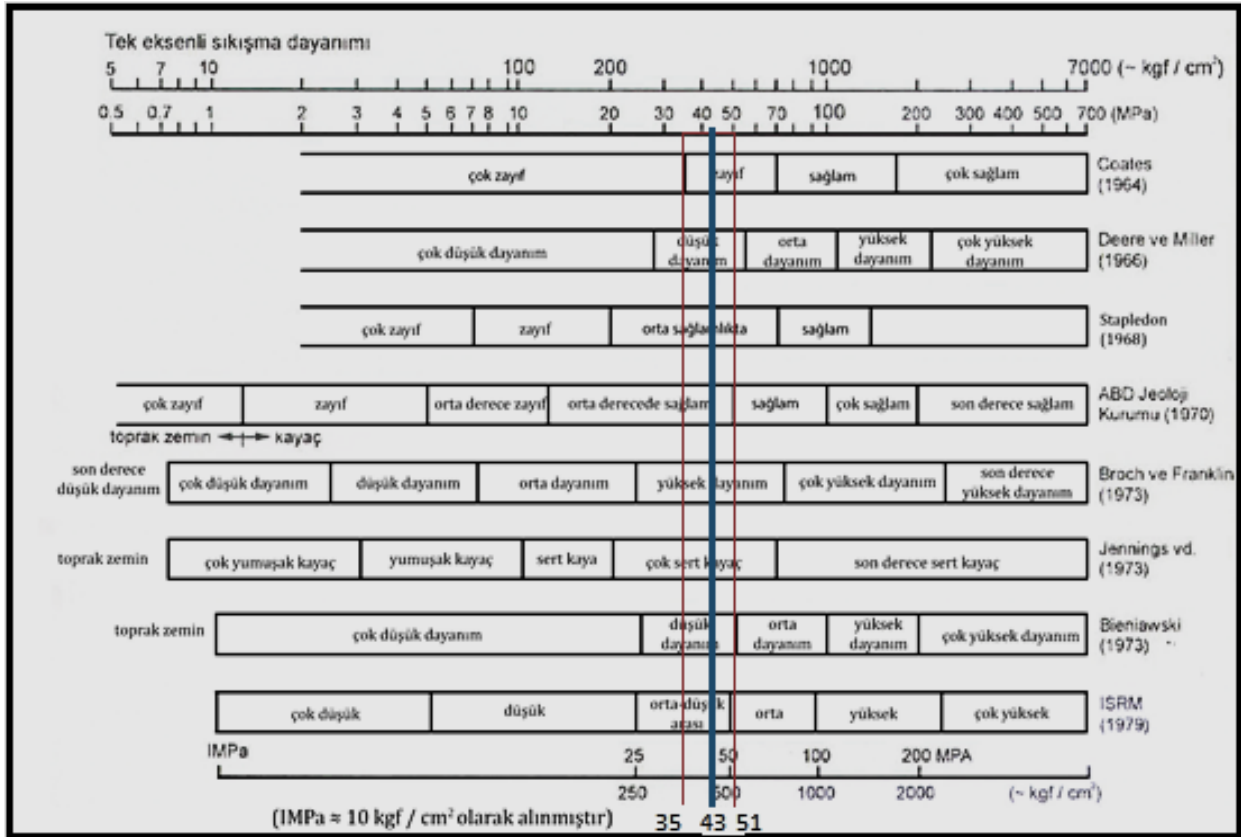 Tek eksenli sıkışma dayanımı
5 7 10 100 200 1000 7000 (~ kgf / cm²)
0.5 0.7 1 2 3 4 5 6 7 8 10 20 30 40 50 70 100 200 300 400 500 700 (MPa)
çok zayıf zayıf sağlam çok sağlam Coates
(1964)
çok düşük dayanım düşük dayanım orta dayanım yüksek dayanım çok yüksek dayanım Deere ve Miller
(1966)
çok zayıf zayıf orta sağlamlıkta sağlam Stapledon
(1968)
çok zayıf zayıf orta derece zayıf orta derecede sağlam sağlam çok sağlam son derece sağlam ABD Jeoloji
Kurumu (1970)
toprak zemin kayaç
son derece
düşük dayanım çok düşük dayanım düşük dayanım orta dayanım yüksek dayanım çok yüksek dayanım son derece yüksek dayanım Broch ve Franklin
(1973)
toprak zemin çok yumuşak kayaç yumuşak kayaç sert kaya çok sert kayaç son derece sert kayaç Jennings vd.
(1973)
toprak zemin çok düşük dayanım düşük dayanım orta dayanım yüksek dayanım çok yüksek dayanım Bieniawski
(1973)
çok düşük düşük orta-düşük arası orta yüksek çok yüksek ISRM
(1979)
IMPa 25 50 100 200 MPA
250 500 1000 2000 (~ kgf / cm²)
(IMPa ≈ 10 kgf / cm² olarak alınmıştır) 35 43 51